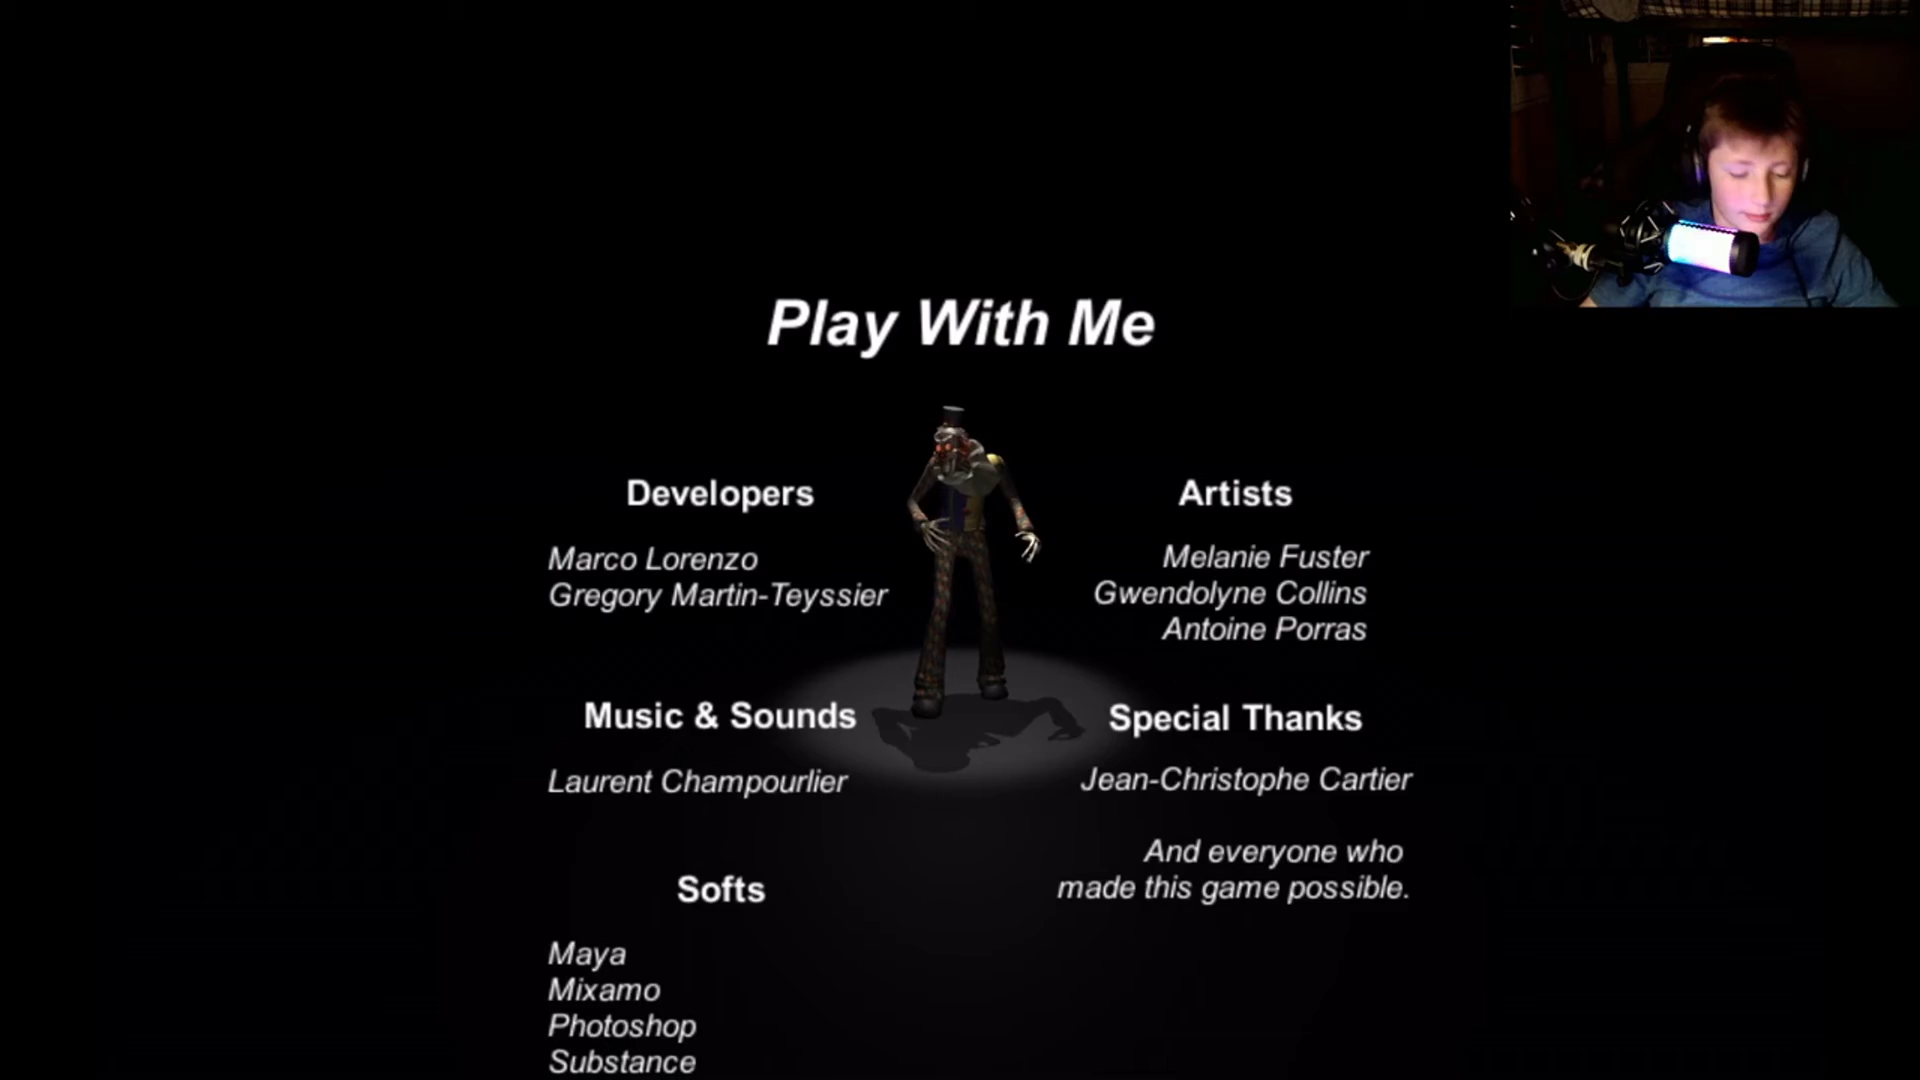 Play With Me
Developers
Marco Lorenzo
Gregory Martin-Teyssier
Artists
Melanie Fuster
Gwendolyne Collins
Antoine Porras
Music & Sounds
Laurent Champourlier
Special Thanks
Jean-Christophe Cartier
And everyone who
made this game possible.
Softs
Maya
Mixamo
Photoshop
Substance